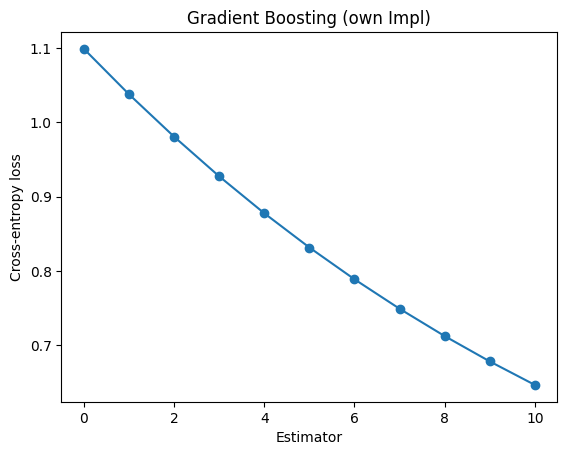 Gradient Boosting (own Impl)
1.1
1.0
0.9
0.8
0.7
Cross-entropy loss
0 2 4 6 8 10
Estimator